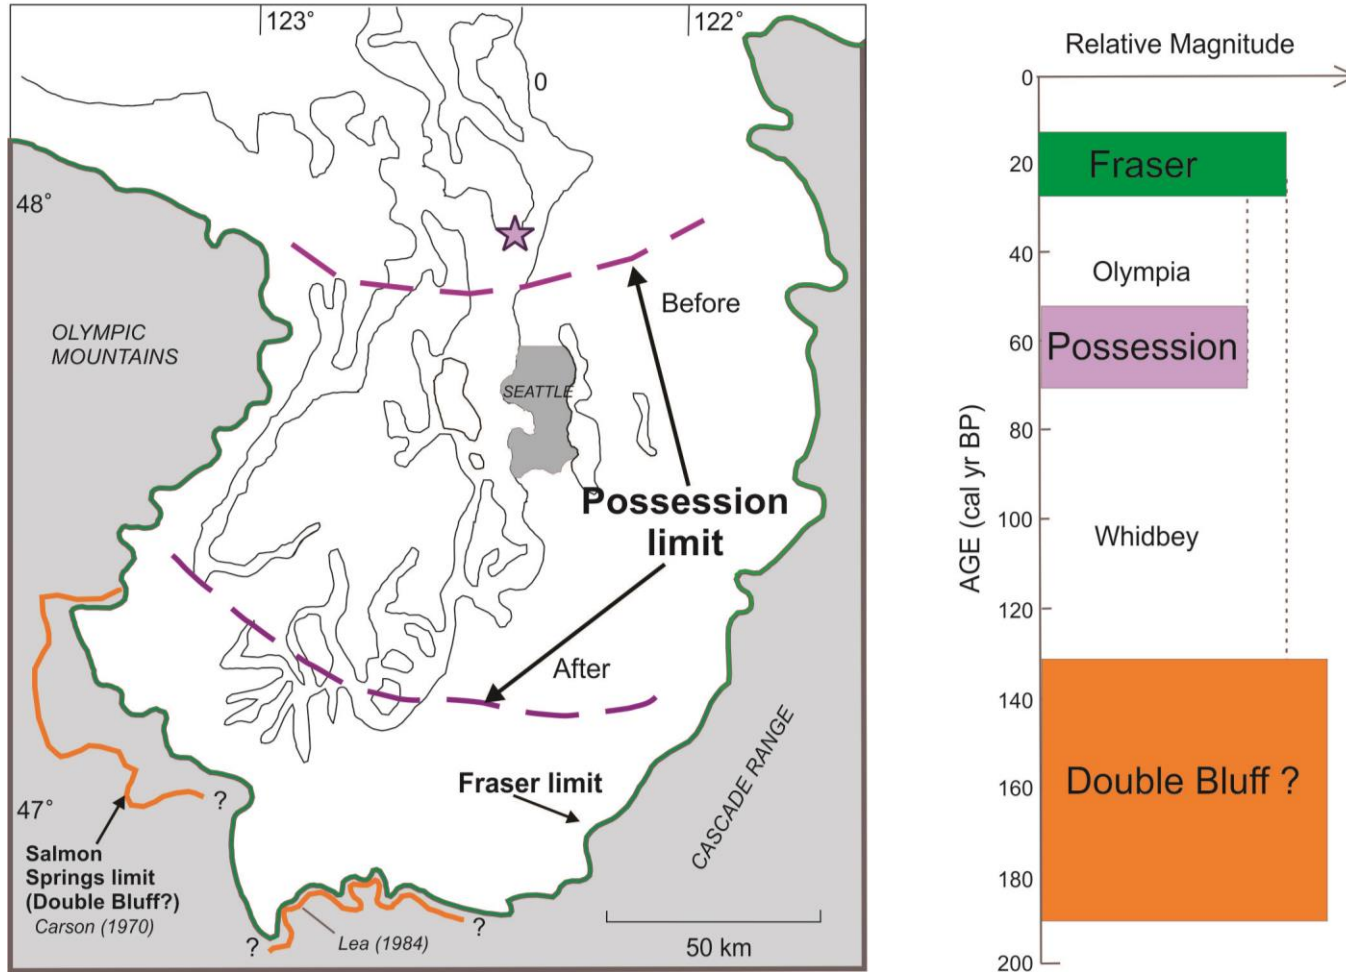 123°
122°
0
48°
OLYMPIC
MOUNTAINS
Before
SEATTLE
Possession
limit
After
Fraser limit
CASCADE RANGE
47°
?
Salmon
Springs limit
(Double Bluff?)
Carson (1970)
?
Lea (1984)
?
50 km
Relative Magnitude
AGE (cal yr BP)
0
20
40
60
80
100
120
140
160
180
200
Fraser
Olympia
Possession
Whidbey
Double Bluff ?